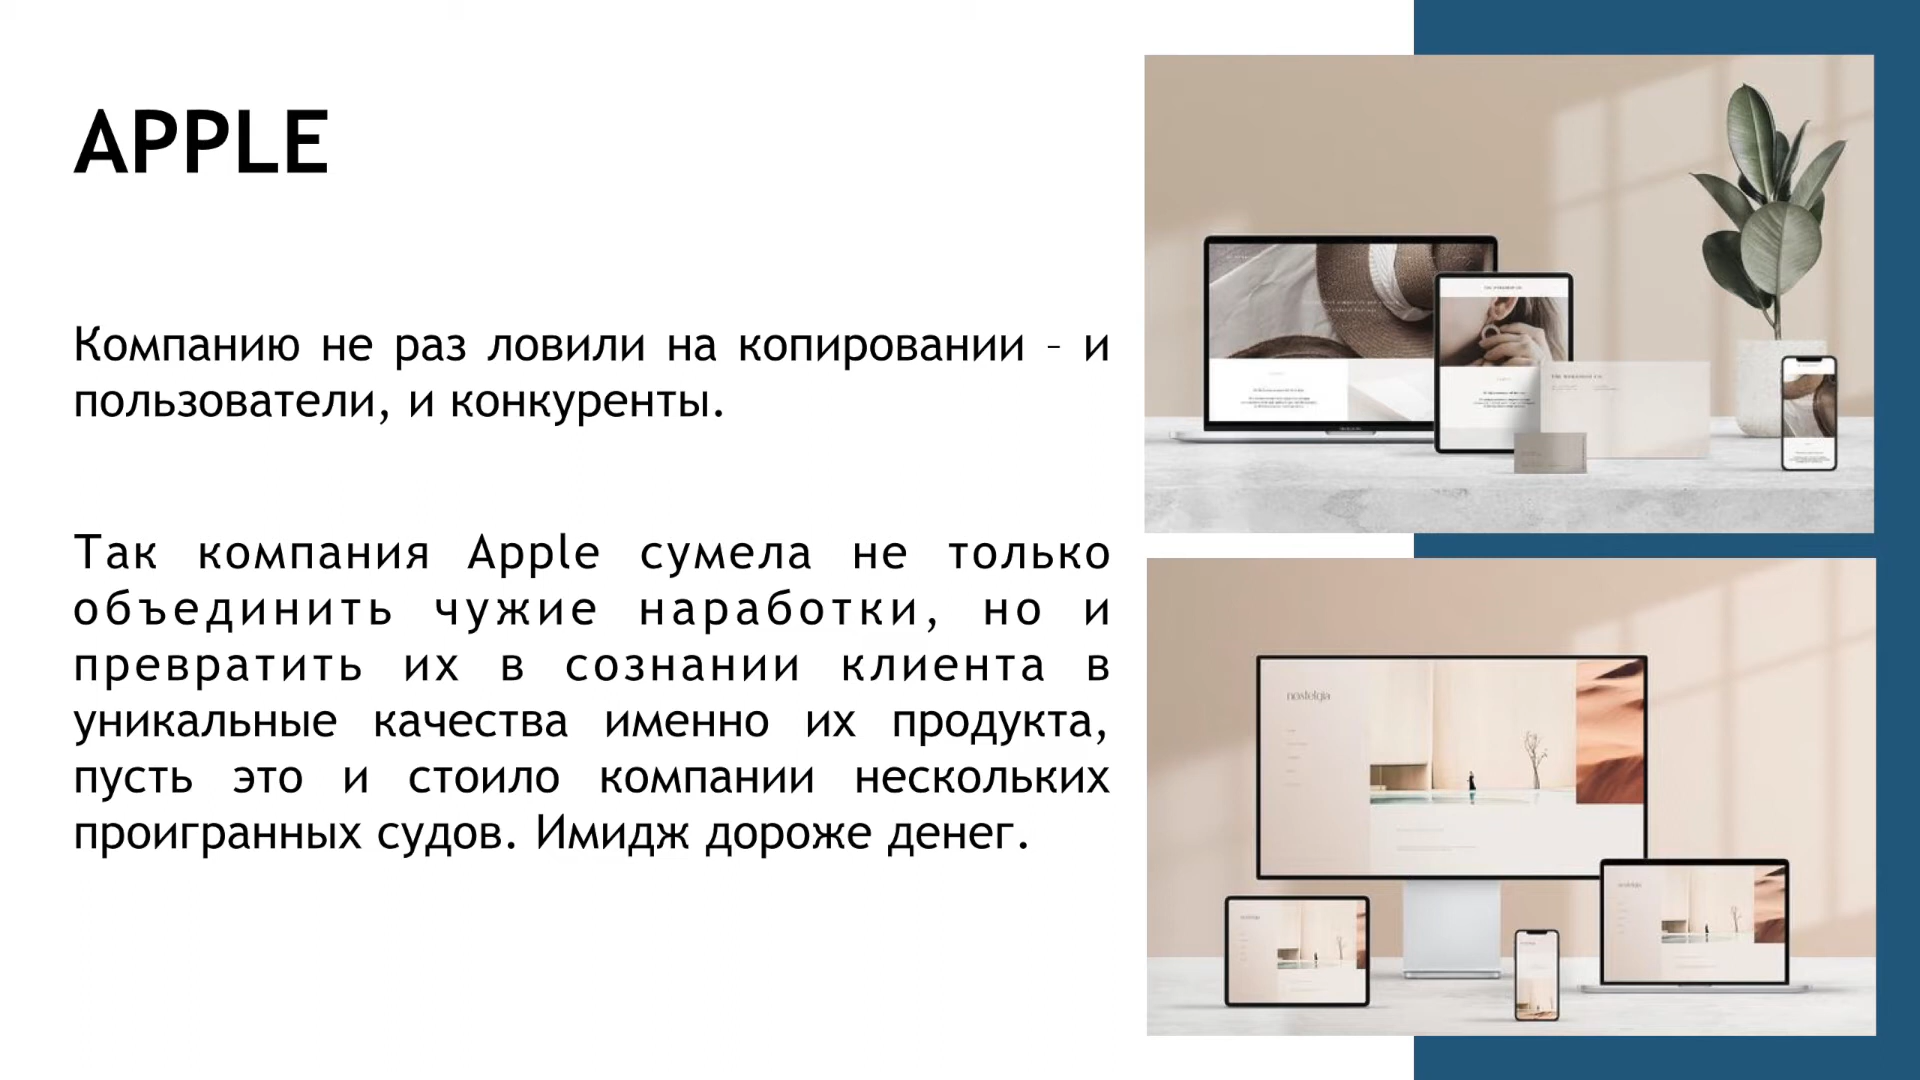 APPLE
Компанию не раз ловили на копировании – и
пользователи, и конкуренты.
Так компания Apple сумела не только
объединить чужие наработки, но и
превратить их в сознании клиента в
уникальные качества именно их продукта,
пусть это и стоило компании нескольких
проигранных судов. Имидж дороже денег.
nostelgia